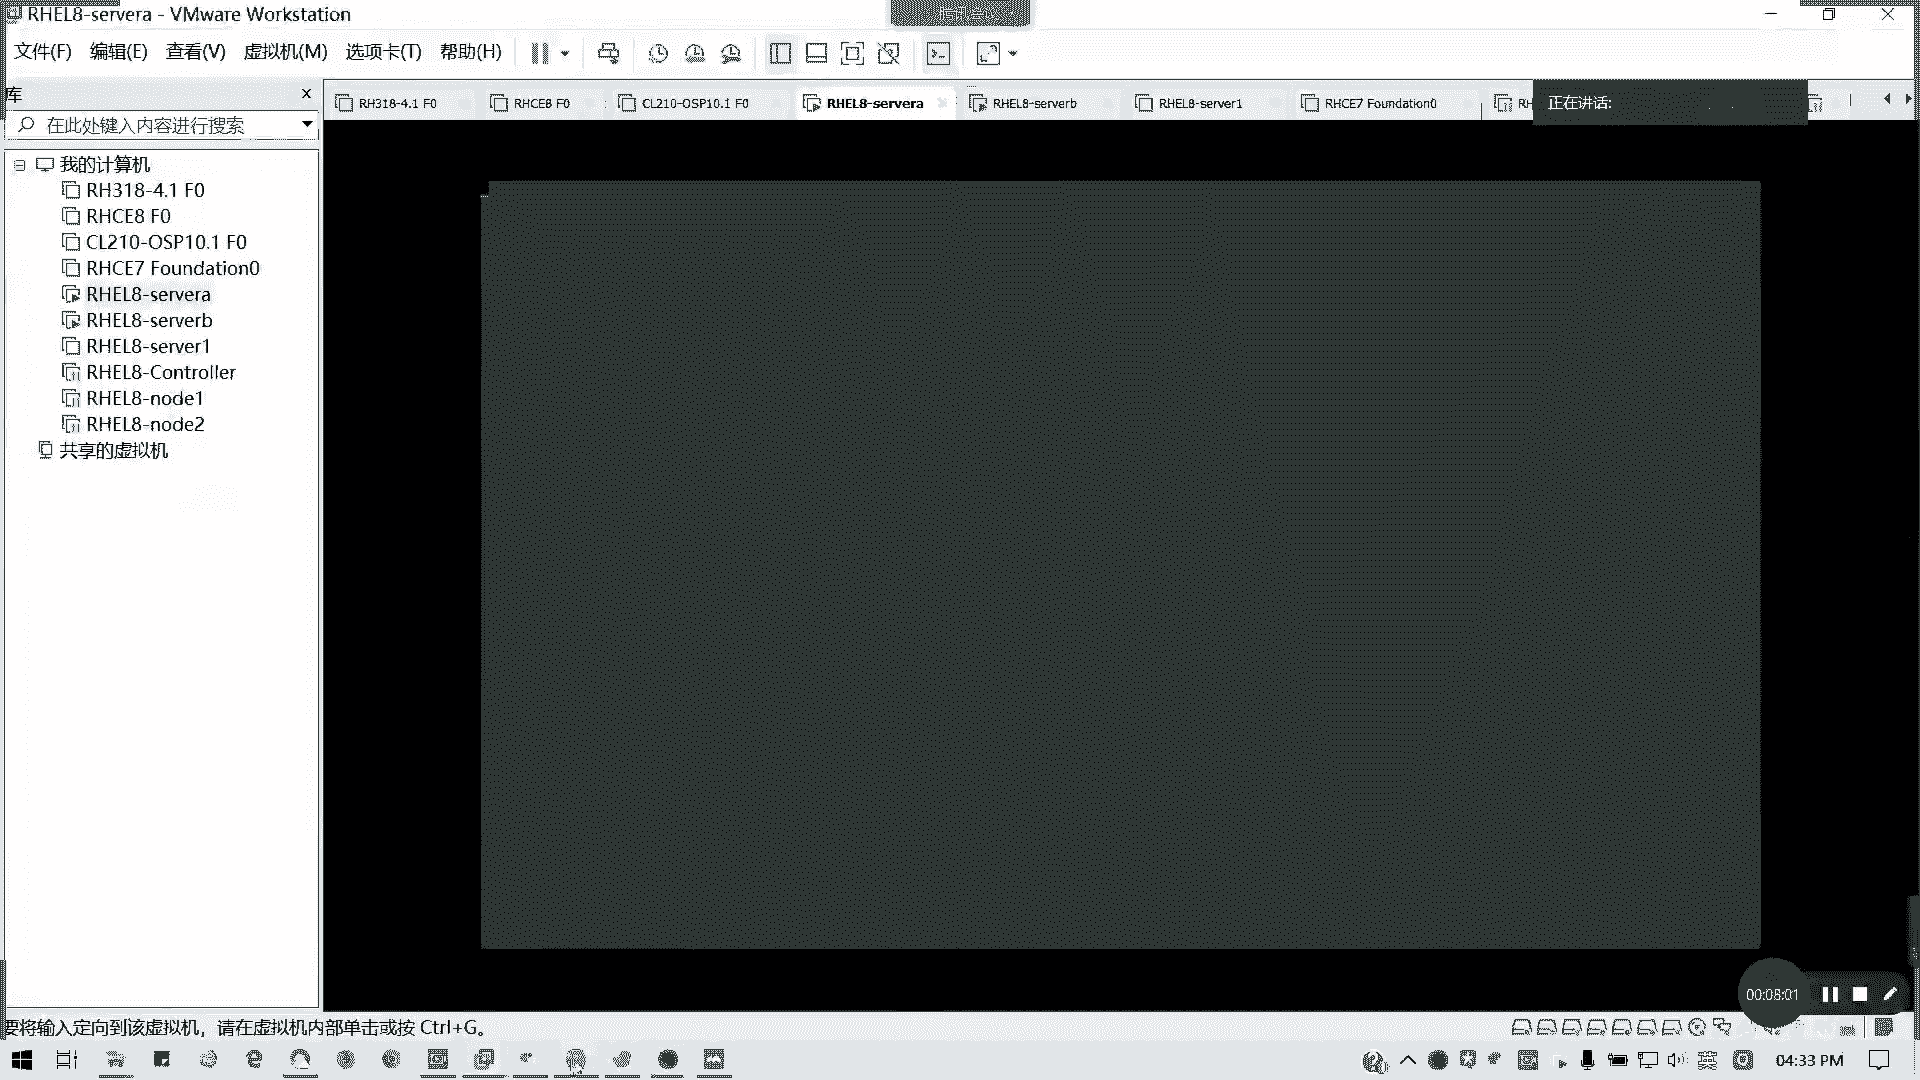 RHEL8-servera - VMware Workstation
文件(F) 编辑(E) 查看(V) 虚拟机(M) 选项卡(T) 帮助(H)
库
在此处键入内容进行搜索
我的计算机
RH318-4.1 F0
RHCE8 F0
CL210-OSP10.1 F0
RHCE7 Foundation0
RHEL8-servera
RHEL8-serverb
RHEL8-server1
RHEL8-Controller
RHEL8-node1
RHEL8-node2
共享的虚拟机
RH318-4.1 F0 RHCE8 F0 CL210-OSP10.1 F0 RHEL8-servera RHEL8-serverb RHEL8-server1 RHCE7 Foundation0 RH
正在讲话:
00:08:01
要将输入定向到该虚拟机，请在虚拟机内部单击或按 Ctrl+G。
英
04:33 PM